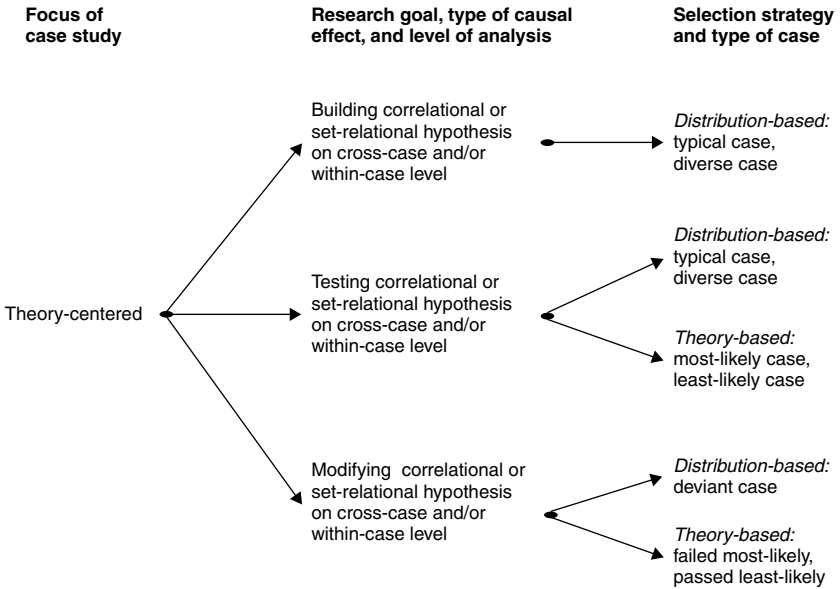 Focus of
case study
Research goal, type of causal
effect, and level of analysis
Selection strategy
and type of case
Building correlational or
set-relational hypothesis
on cross-case and/or
within-case level
Distribution-based:
typical case,
diverse case
Theory-centered
Testing correlational or
set-relational hypothesis
on cross-case and/or
within-case level
Distribution-based:
typical case,
diverse case
Theory-based:
most-likely case,
least-likely case
Modifying correlational or
set-relational hypothesis
on cross-case and/or
within-case level
Distribution-based:
deviant case
Theory-based:
failed most-likely,
passed least-likely